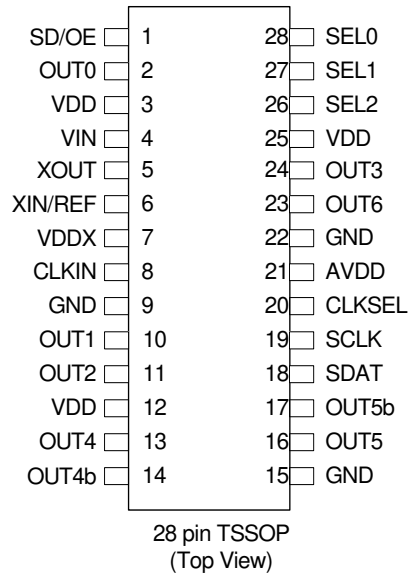 SD/OE 1 28 SEL0
OUT0 2 27 SEL1
VDD 3 26 SEL2
VIN 4 25 VDD
XOUT 5 24 OUT3
XIN/REF 6 23 OUT6
VDDX 7 22 GND
CLKIN 8 21 AVDD
GND 9 20 CLKSEL
OUT1 10 19 SCLK
OUT2 11 18 SDAT
VDD 12 17 OUT5b
OUT4 13 16 OUT5
OUT4b 14 15 GND
28 pin TSSOP
(Top View)